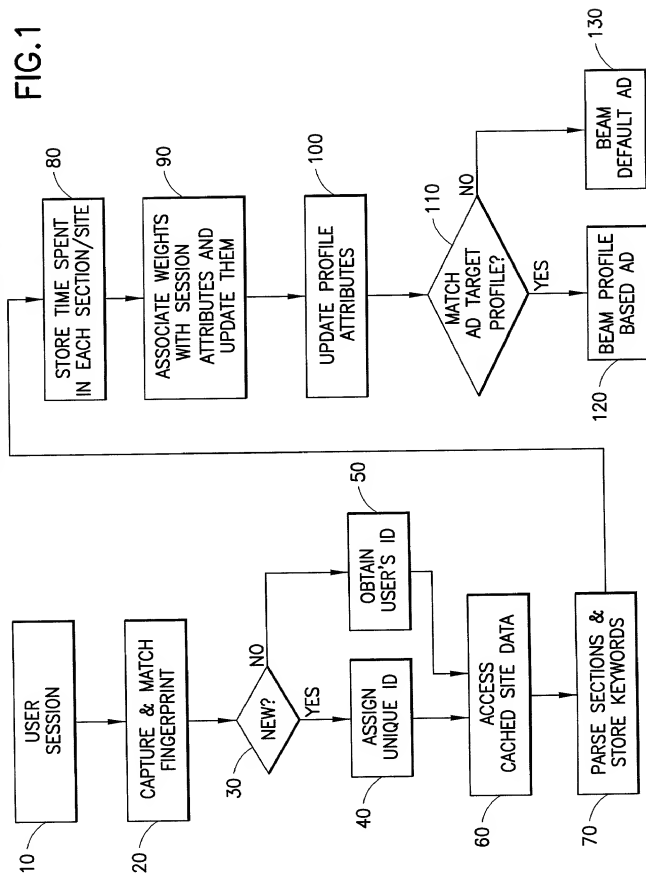 FIG.1
USER
SESSION
10
CAPTURE & MATCH
FINGERPRINT
20
NEW?
30
NO
YES
ASSIGN
UNIQUE ID
40
OBTAIN
USER'S ID
50
ACCESS
CACHED SITE DATA
60
PARSE SECTIONS &
STORE KEYWORDS
70
STORE TIME SPENT
IN EACH SECTION/SITE
80
ASSOCIATE WEIGHTS
WITH SESSION
ATTRIBUTES AND
UPDATE THEM
90
UPDATE PROFILE
ATTRIBUTES
100
MATCH
AD TARGET
PROFILE?
110
NO
YES
BEAM PROFILE
BASED AD
120
BEAM
DEFAULT AD
130